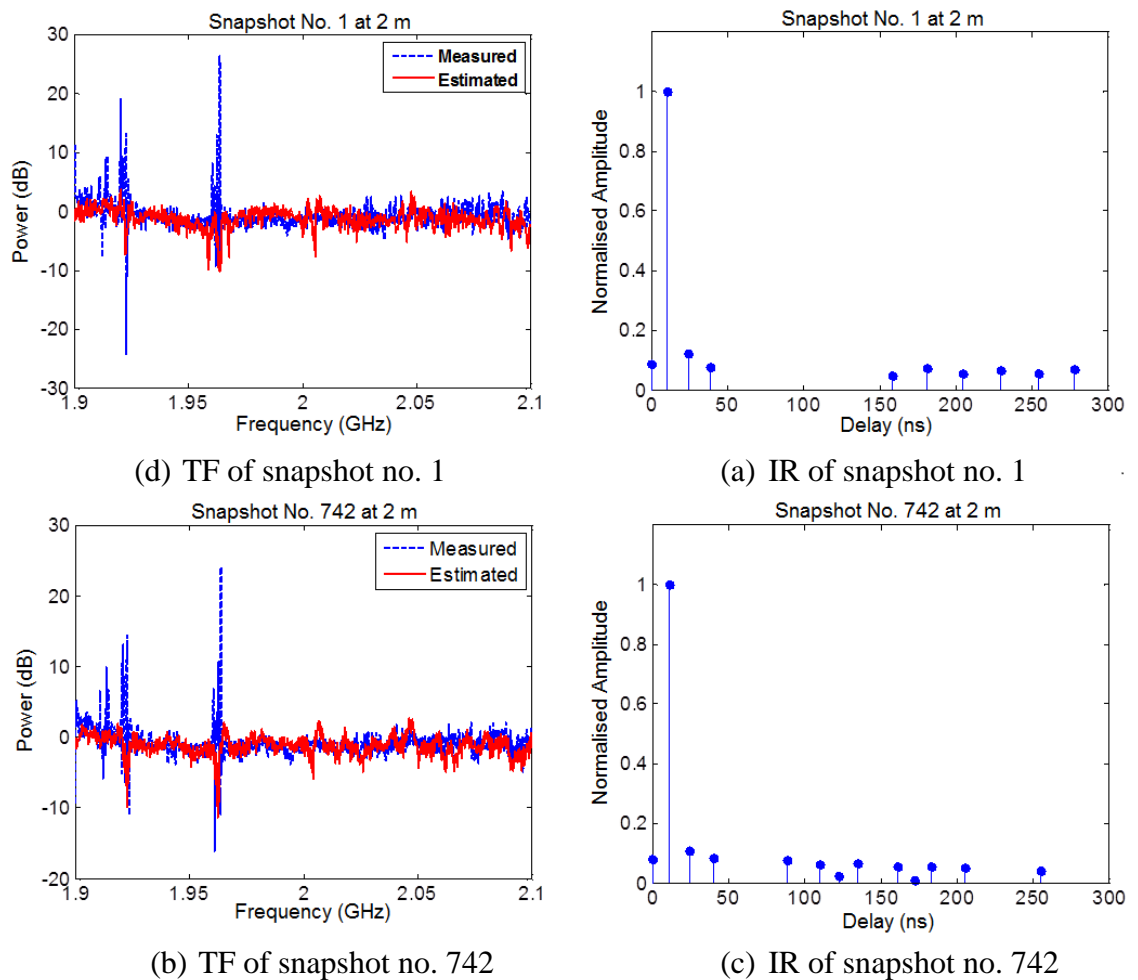 Snapshot No. 1 at 2 m
30
20
10
0
-10
-20
-30
Power (dB)
Measured
Estimated
1.9 1.95 2 2.05 2.1
Frequency (GHz)
(d) TF of snapshot no. 1
Snapshot No. 1 at 2 m
1
0.8
0.6
0.4
0.2
0
Normalised Amplitude
0 50 100 150 200 250 300
Delay (ns)
(a) IR of snapshot no. 1
Snapshot No. 742 at 2 m
30
20
10
0
-10
-20
Power (dB)
Measured
Estimated
1.9 1.95 2 2.05 2.1
Frequency (GHz)
(b) TF of snapshot no. 742
Snapshot No. 742 at 2 m
1
0.8
0.6
0.4
0.2
0
Normalised Amplitude
0 50 100 150 200 250 300
Delay (ns)
(c) IR of snapshot no. 742